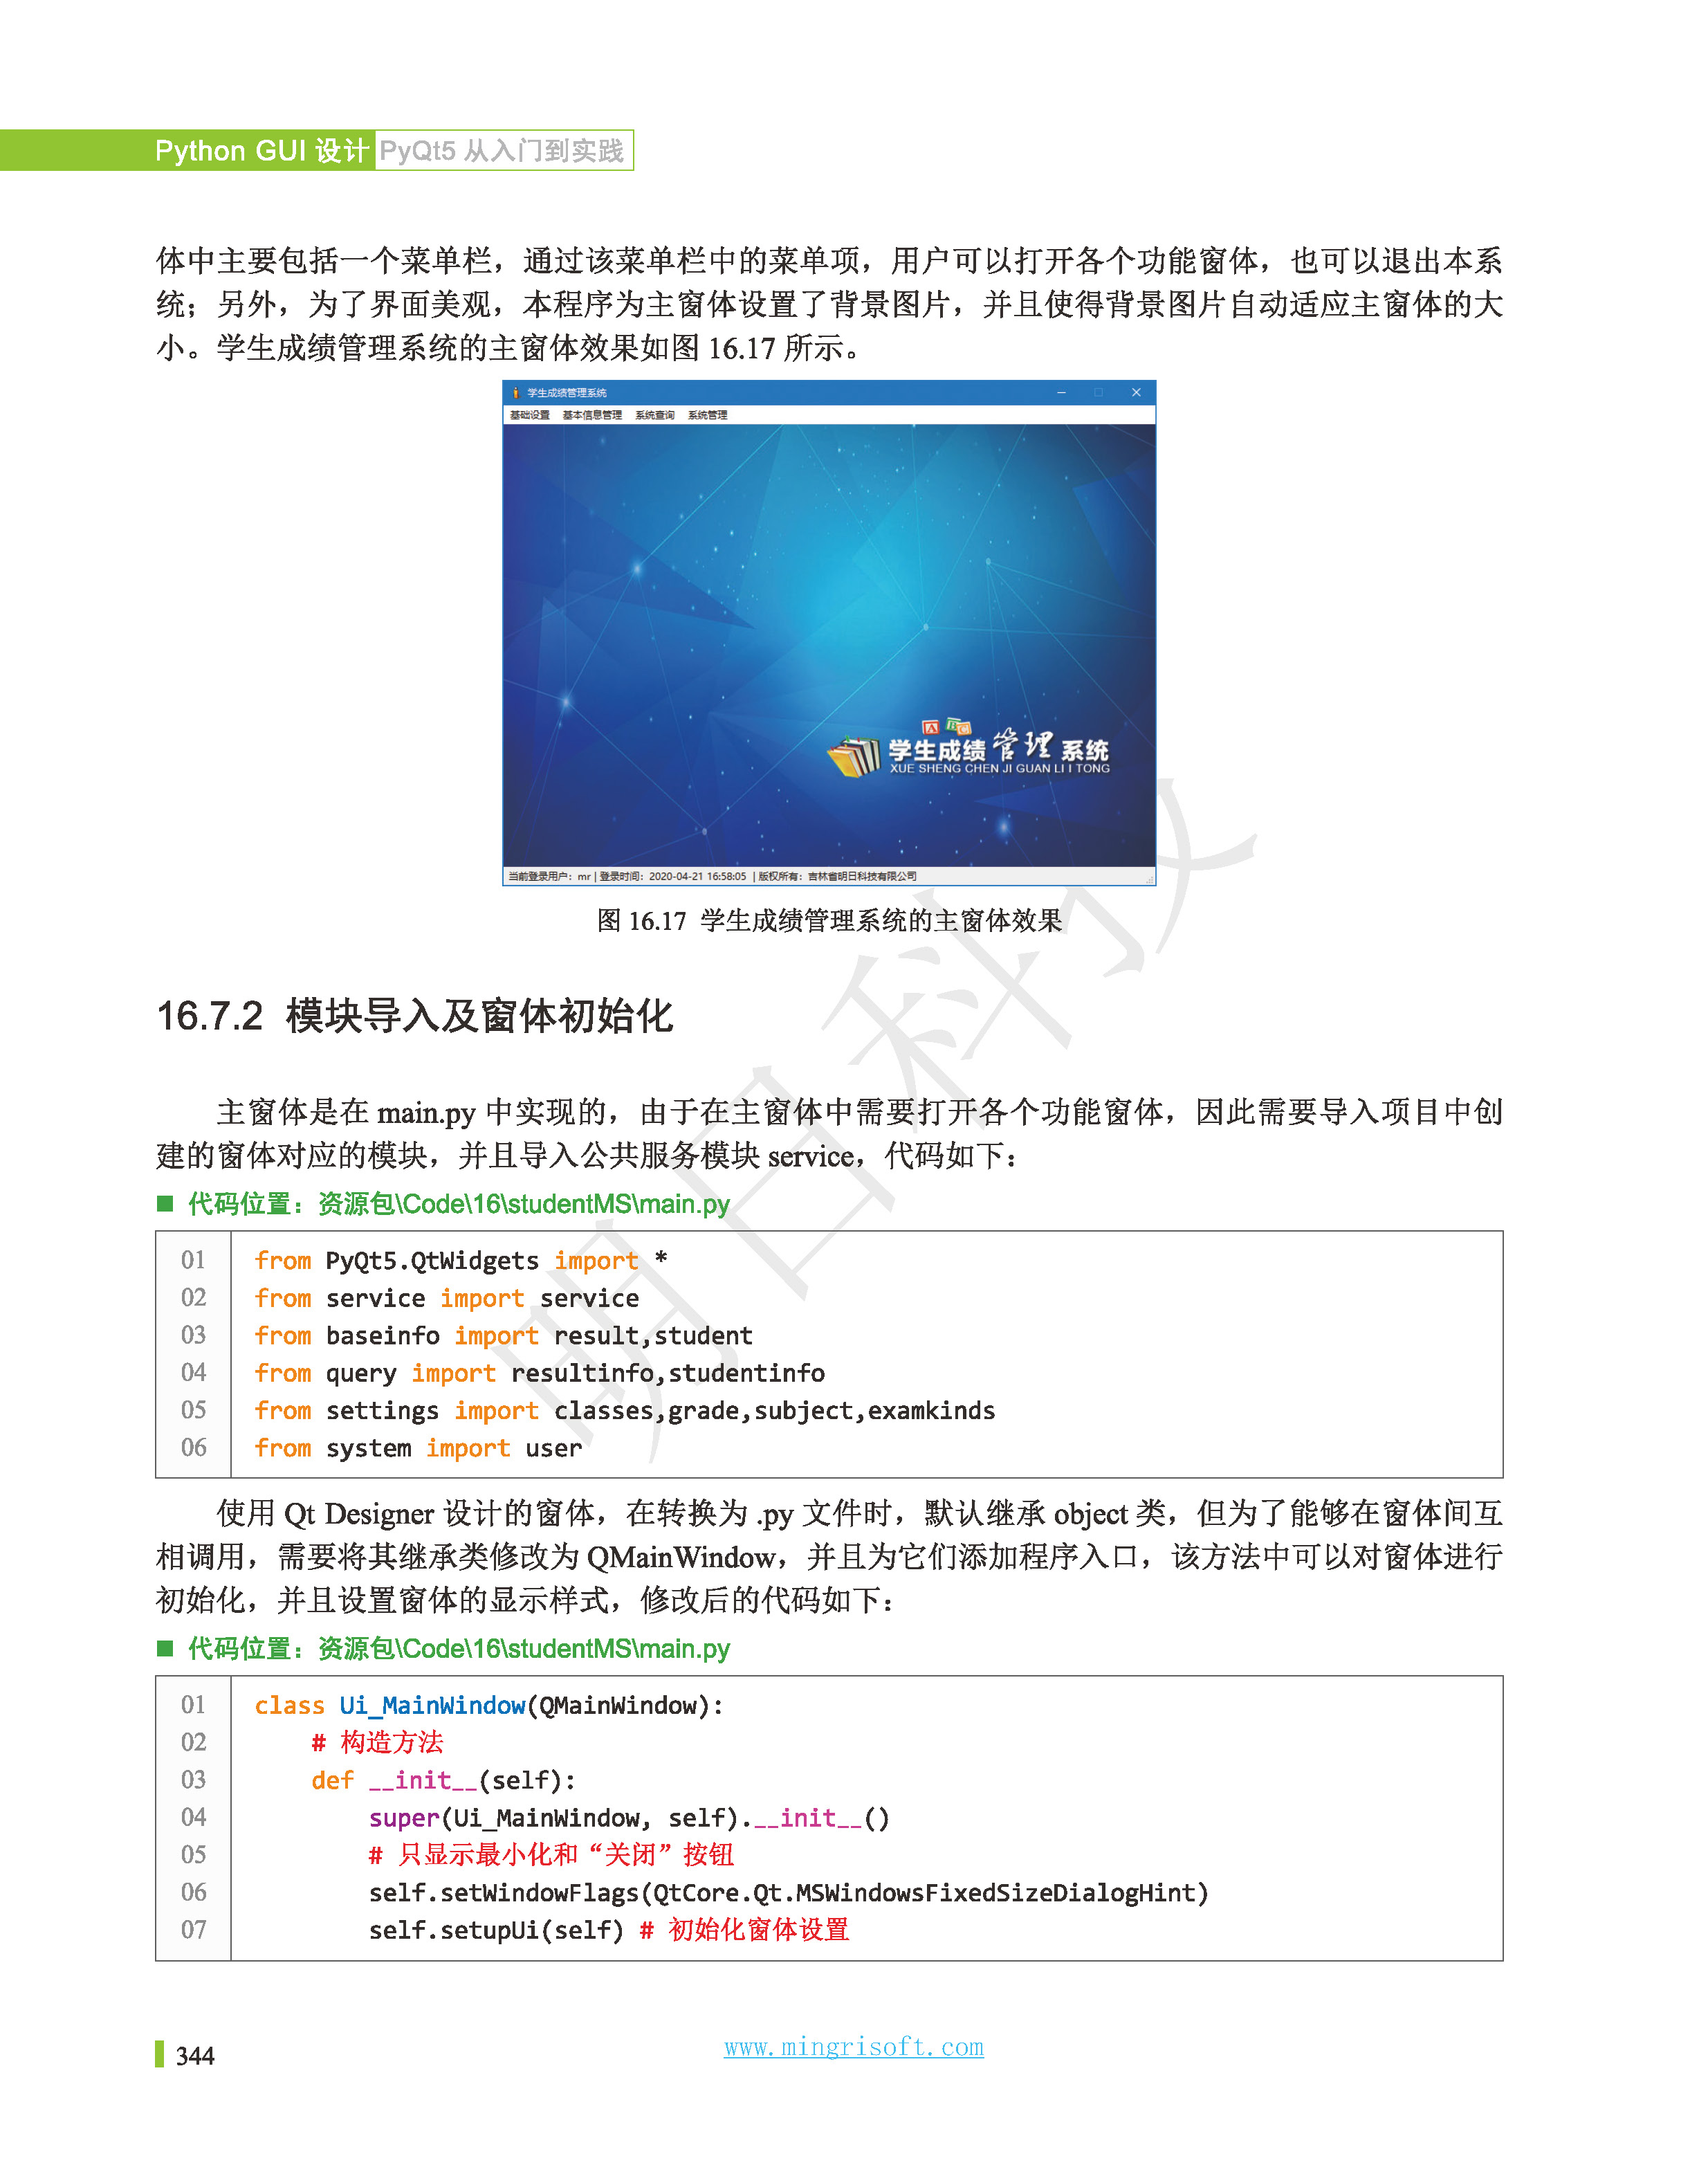 Python GUI 设计 PyQt5 从入门到实践
体中主要包括一个菜单栏，通过该菜单栏中的菜单项，用户可以打开各个功能窗体，也可以退出本系
统；另外，为了界面美观，本程序为主窗体设置了背景图片，并且使得背景图片自动适应主窗体的大
小。学生成绩管理系统的主窗体效果如图 16.17 所示。
学生成绩管理系统
基础设置 基本信息管理 系统查询 系统管理
A B C
学生成绩管理系统
XUE SHENG CHEN JI GUAN LI I TONG
当前登录用户：mr | 登录时间：2020-04-21 16:58:05 | 版权所有：吉林省明日科技有限公司
图 16.17 学生成绩管理系统的主窗体效果
16.7.2 模块导入及窗体初始化
主窗体是在 main.py 中实现的，由于在主窗体中需要打开各个功能窗体，因此需要导入项目中创
建的窗体对应的模块，并且导入公共服务模块 service，代码如下：
■ 代码位置：资源包\Code\16\studentMS\main.py
01 from PyQt5.QtWidgets import *
02 from service import service
03 from baseinfo import result,student
04 from query import resultinfo,studentinfo
05 from settings import classes,grade,subject,examkinds
06 from system import user
使用 Qt Designer 设计的窗体，在转换为 .py 文件时，默认继承 object 类，但为了能够在窗体间互
相调用，需要将其继承类修改为 QMainWindow，并且为它们添加程序入口，该方法中可以对窗体进行
初始化，并且设置窗体的显示样式，修改后的代码如下：
■ 代码位置：资源包\Code\16\studentMS\main.py
01 class Ui_MainWindow(QMainWindow):
02     # 构造方法
03     def __init__(self):
04         super(Ui_MainWindow, self).__init__()
05         # 只显示最小化和“关闭”按钮
06         self.setWindowFlags(QtCore.Qt.MSWindowsFixedSizeDialogHint)
07         self.setupUi(self) # 初始化窗体设置
344
www.mingrisoft.com
明日科技